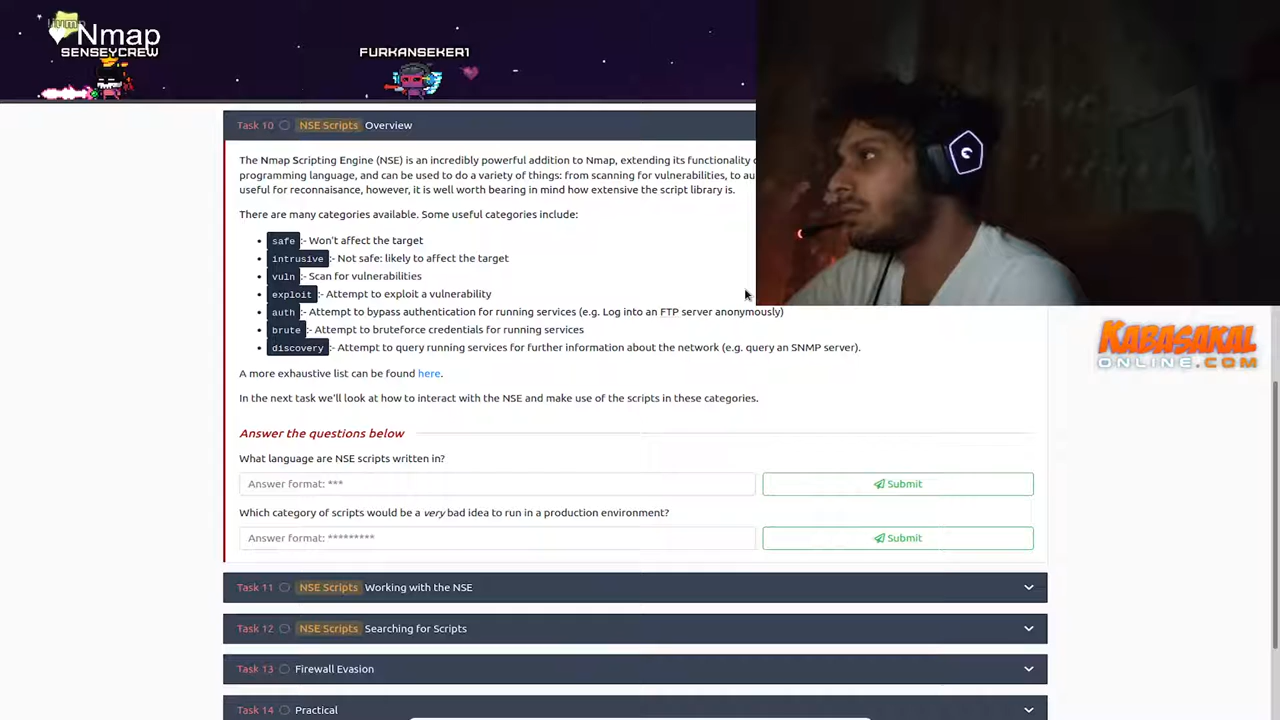 Nmap
SENSEYCREW
FURKANSEKER1
Task 10 NSE Scripts Overview
The Nmap Scripting Engine (NSE) is an incredibly powerful addition to Nmap, extending its functionality
programming language, and can be used to do a variety of things: from scanning for vulnerabilities, to au
useful for reconnaisance, however, it is well worth bearing in mind how extensive the script library is.
There are many categories available. Some useful categories include:
• safe :- Won't affect the target
• intrusive :- Not safe: likely to affect the target
• vuln :- Scan for vulnerabilities
• exploit :- Attempt to exploit a vulnerability
• auth :- Attempt to bypass authentication for running services (e.g. Log into an FTP server anonymously)
• brute :- Attempt to bruteforce credentials for running services
• discovery :- Attempt to query running services for further information about the network (e.g. query an SNMP server).
KABASAKAL
ONLINE.COM
A more exhaustive list can be found here.
In the next task we'll look at how to interact with the NSE and make use of the scripts in these categories.
Answer the questions below
What language are NSE scripts written in?
Answer format: ***
Submit
Which category of scripts would be a very bad idea to run in a production environment?
Answer format: *********
Submit
Task 11 NSE Scripts Working with the NSE
Task 12 NSE Scripts Searching for Scripts
Task 13 Firewall Evasion
Task 14 Practical